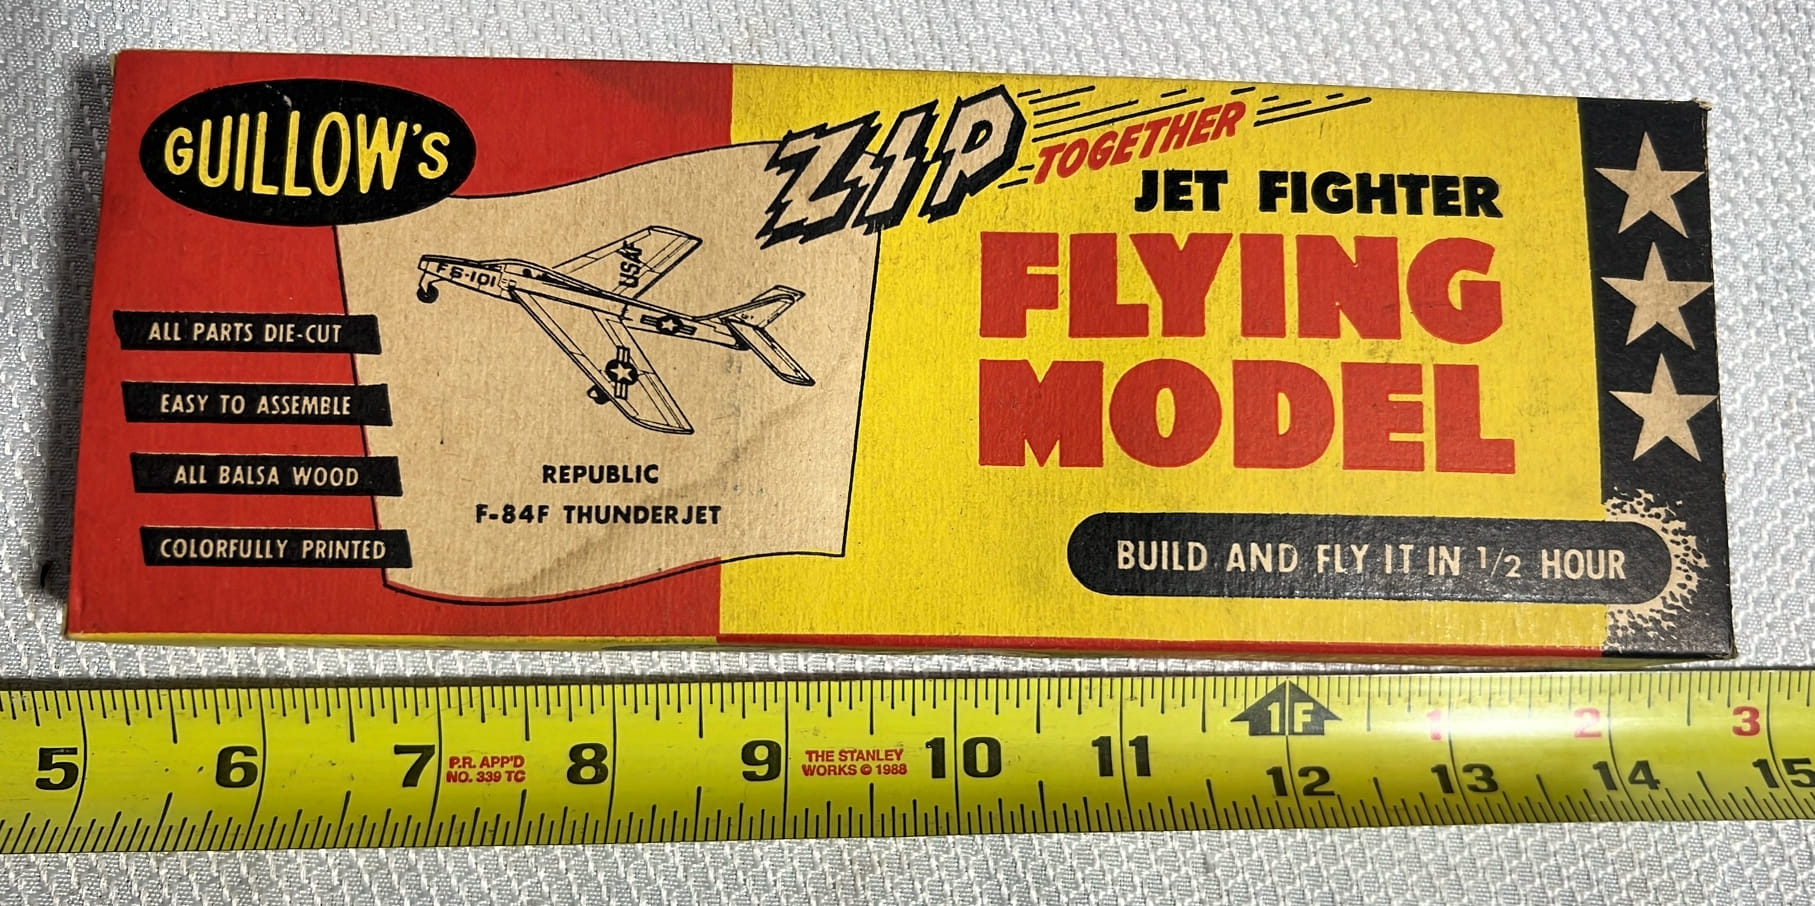 GUILLOW'S
ZIP
TOGETHER
JET FIGHTER
FLYING
MODEL
FS-101
USAF
ALL PARTS DIE-CUT
EASY TO ASSEMBLE
ALL BALSA WOOD
COLORFULLY PRINTED
REPUBLIC
F-84F THUNDERJET
BUILD AND FLY IT IN 1/2 HOUR
1F 1 2 3
5 6 7 8 9 10 11 12 13 14 15
P.R. APP'D
NO. 339 TC
THE STANLEY
WORKS © 1988